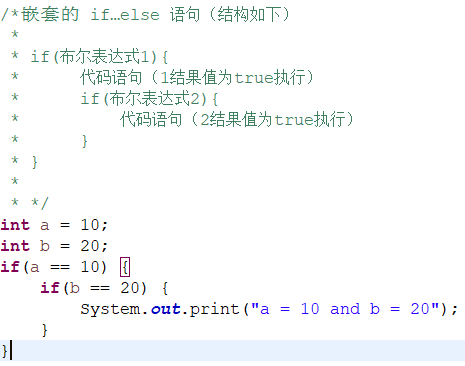 /*嵌套的 if…else 语句（结构如下）
 *
 * if(布尔表达式1){
 *      代码语句（1结果值为true执行）
 *      if(布尔表达式2){
 *          代码语句（2结果值为true执行）
 *      }
 * }
 *
 * */
int a = 10;
int b = 20;
if(a == 10) {
    if(b == 20) {
        System.out.print("a = 10 and b = 20");
    }
}